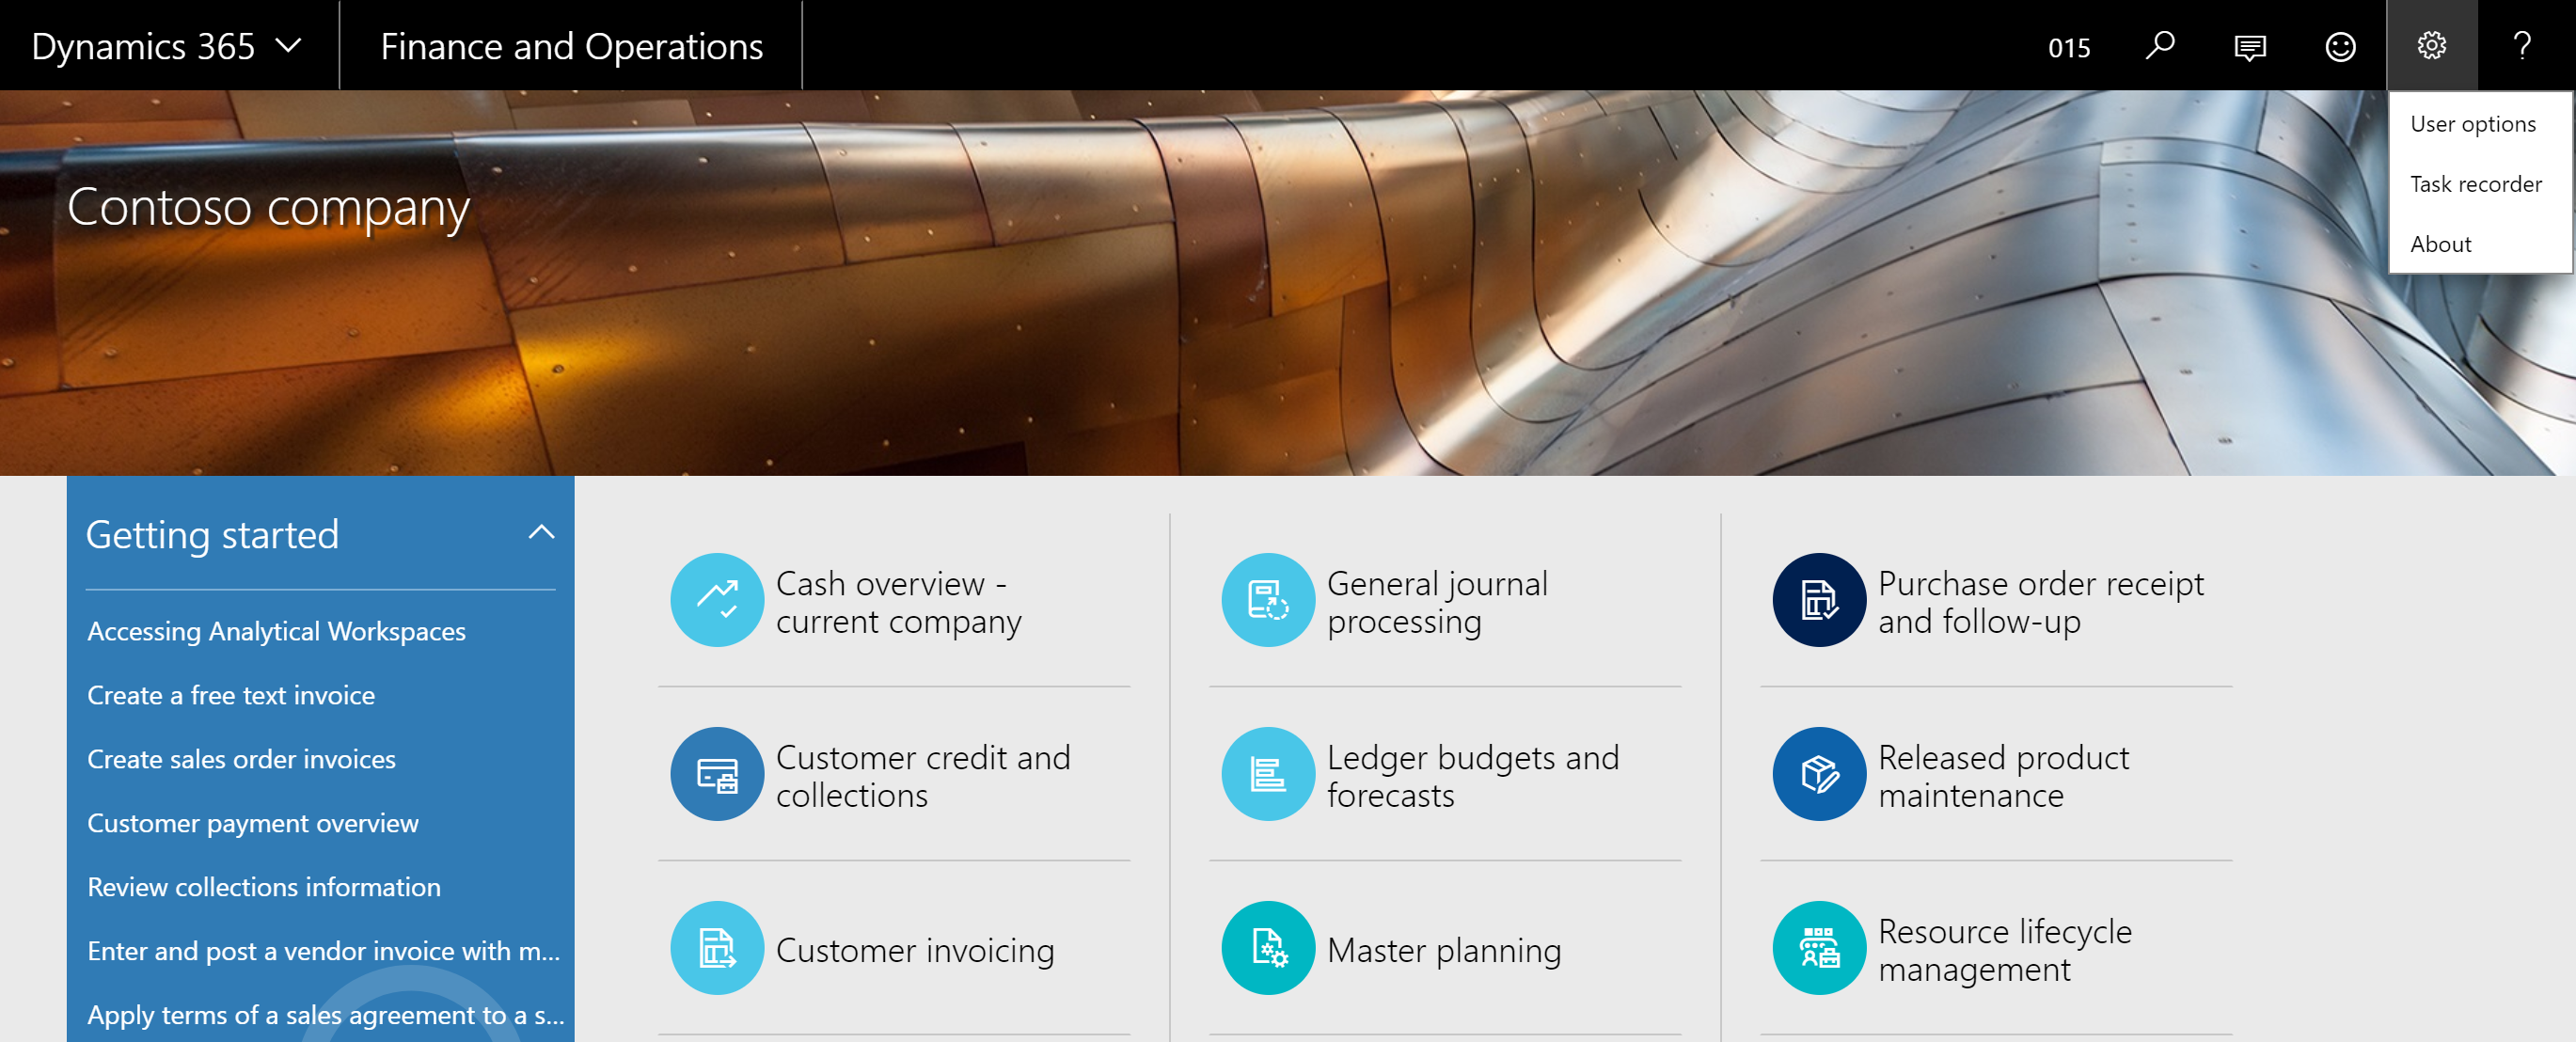 Dynamics 365
Finance and Operations
015
?
User options
Task recorder
About
Contoso company
Getting started
Accessing Analytical Workspaces
Create a free text invoice
Create sales order invoices
Customer payment overview
Review collections information
Enter and post a vendor invoice with m...
Apply terms of a sales agreement to a s...
Cash overview -
current company
Customer credit and
collections
Customer invoicing
General journal
processing
Ledger budgets and
forecasts
Master planning
Purchase order receipt
and follow-up
Released product
maintenance
Resource lifecycle
management